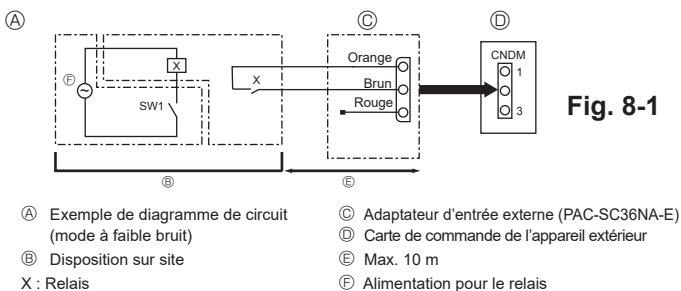 Ⓐ
Ⓒ
Ⓓ
Orange
Brun
Rouge
CNDM
1
3
X
X
SW1
Ⓕ
Fig. 8-1
Ⓑ
Ⓔ
Ⓐ Exemple de diagramme de circuit
(mode à faible bruit)
Ⓑ Disposition sur site
X : Relais
Ⓒ Adaptateur d'entrée externe (PAC-SC36NA-E)
Ⓓ Carte de commande de l'appareil extérieur
Ⓔ Max. 10 m
Ⓕ Alimentation pour le relais